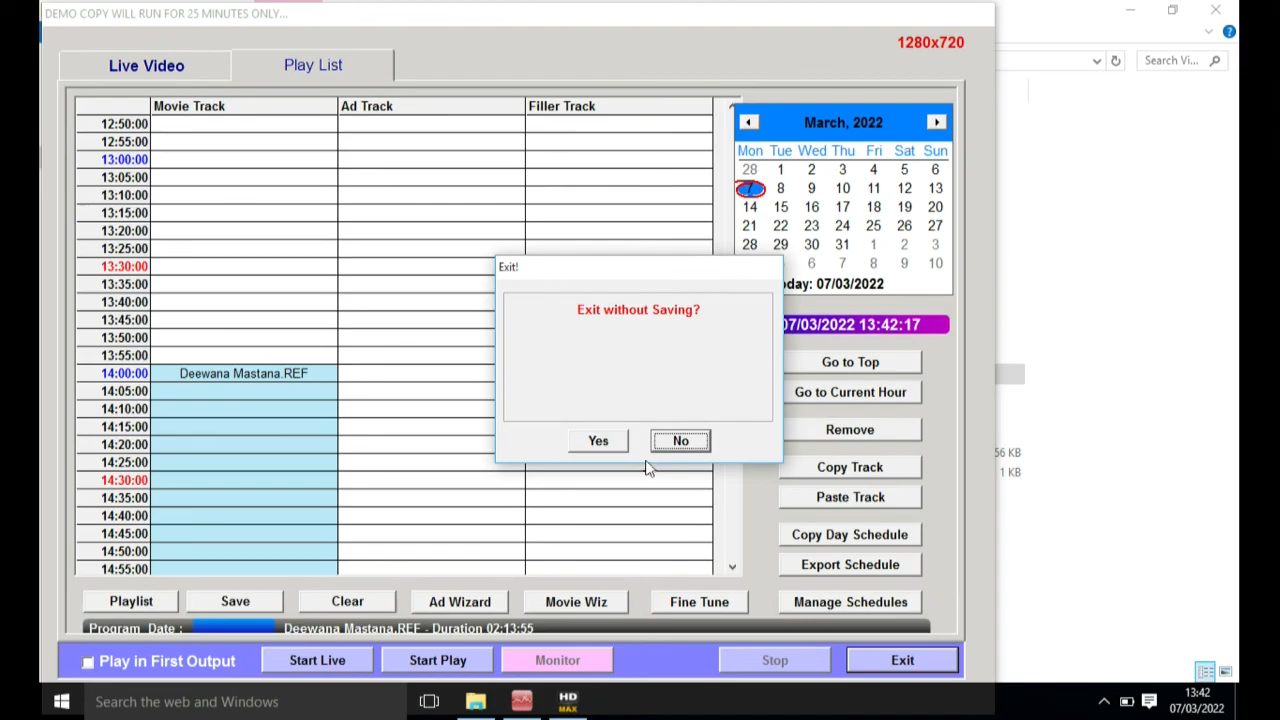 DEMO COPY WILL RUN FOR 25 MINUTES ONLY...
1280x720
Live Video
Play List
Search Vi...
Movie Track Ad Track Filler Track
12:50:00
12:55:00
13:00:00
13:05:00
13:10:00
13:15:00
13:20:00
13:25:00
13:30:00
13:35:00
13:40:00
13:45:00
13:50:00
13:55:00
14:00:00 Deewana Mastana.REF
14:05:00
14:10:00
14:15:00
14:20:00
14:25:00
14:30:00
14:35:00
14:40:00
14:45:00
14:50:00
14:55:00
March, 2022
Mon Tue Wed Thu Fri Sat Sun
28 1 2 3 4 5 6
7 8 9 10 11 12 13
14 15 16 17 18 19 20
21 22 23 24 25 26 27
28 29 30 31 1 2 3
6 7 8 9 10
oday: 07/03/2022
07/03/2022 13:42:17
Exit!
Exit without Saving?
Yes
No
Go to Top
Go to Current Hour
Remove
Copy Track
Paste Track
Copy Day Schedule
Export Schedule
Manage Schedules
56 KB
1 KB
Playlist
Save
Clear
Ad Wizard
Movie Wiz
Fine Tune
Program Date : Deewana Mastana.REF - Duration 02:13:55
Play in First Output
Start Live
Start Play
Monitor
Stop
Exit
Search the web and Windows
HD
MAX
13:42
07/03/2022